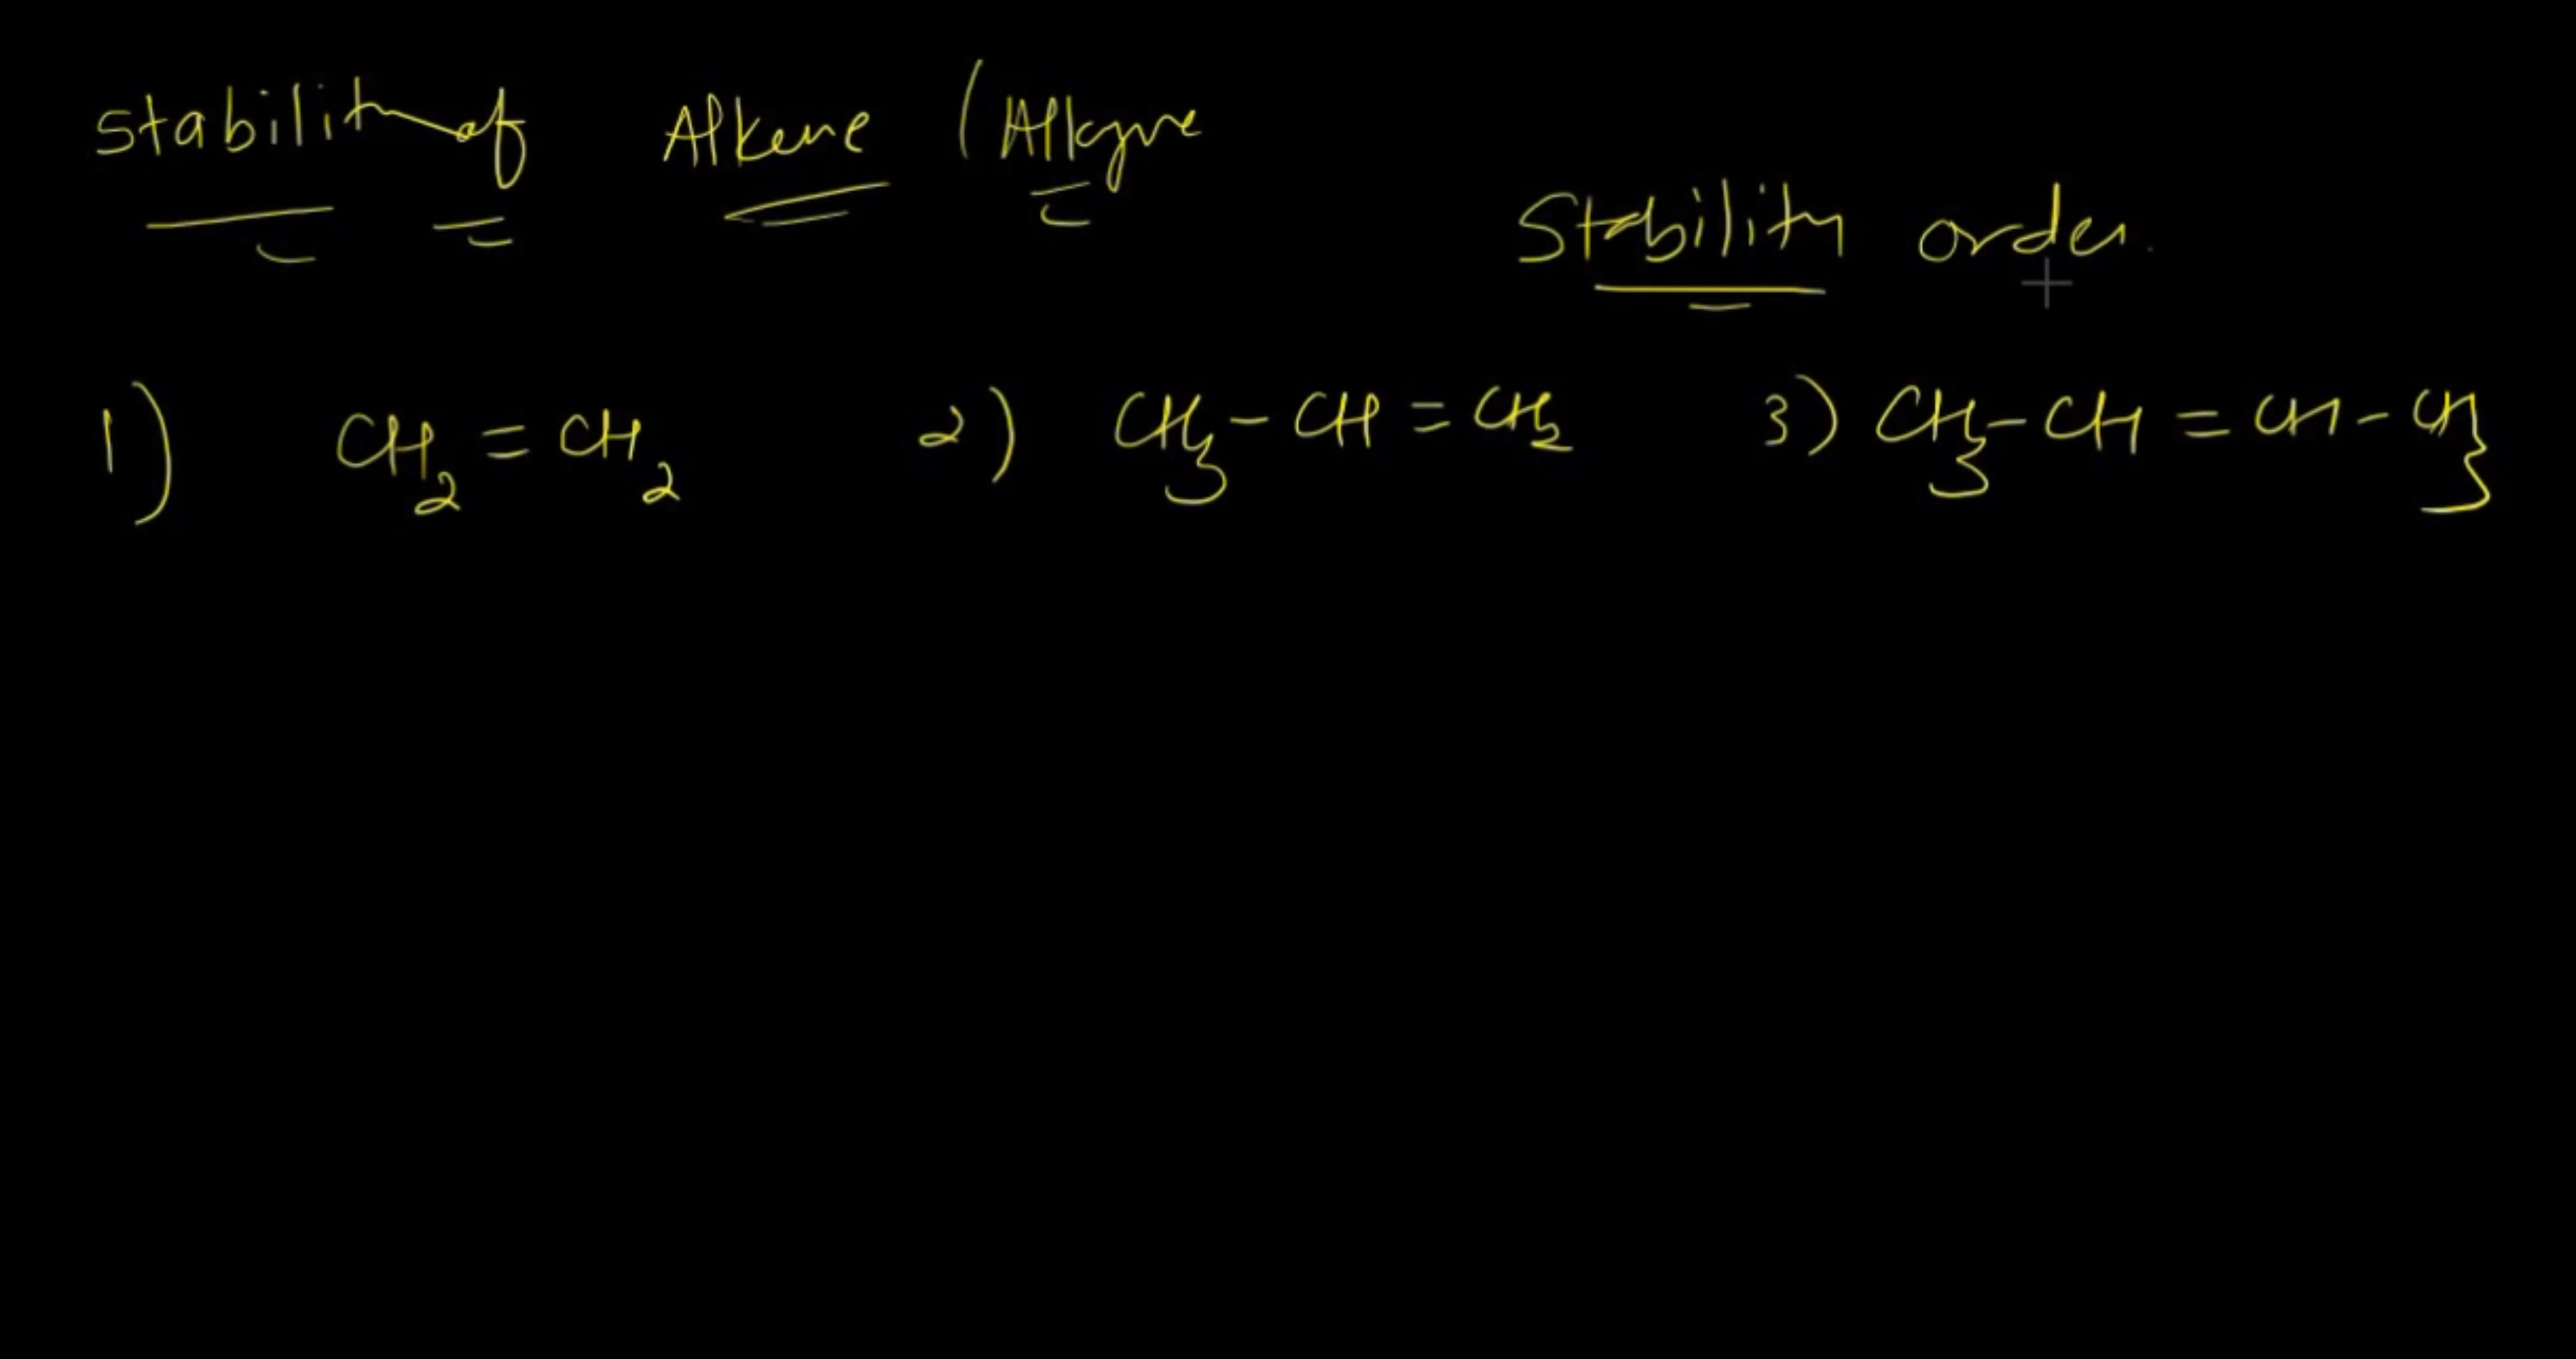 Stability of Alkene (Alkyne
Stability order.
1) CH₂ = CH₂ 2) CH₃ - CH = CH₂ 3) CH₃ - CH = CH - CH₃